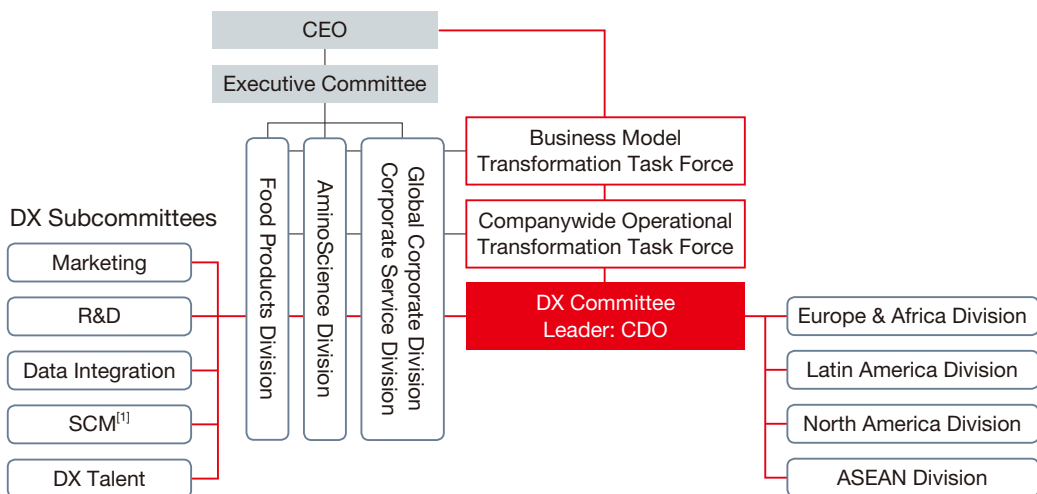 CEO
Executive Committee
Business Model
Transformation Task Force
Companywide Operational
Transformation Task Force
DX Committee
Leader: CDO
Food Products Division
AminoScience Division
Global Corporate Division
Corporate Service Division
DX Subcommittees
Marketing
R&D
Data Integration
SCM[1]
DX Talent
Europe & Africa Division
Latin America Division
North America Division
ASEAN Division